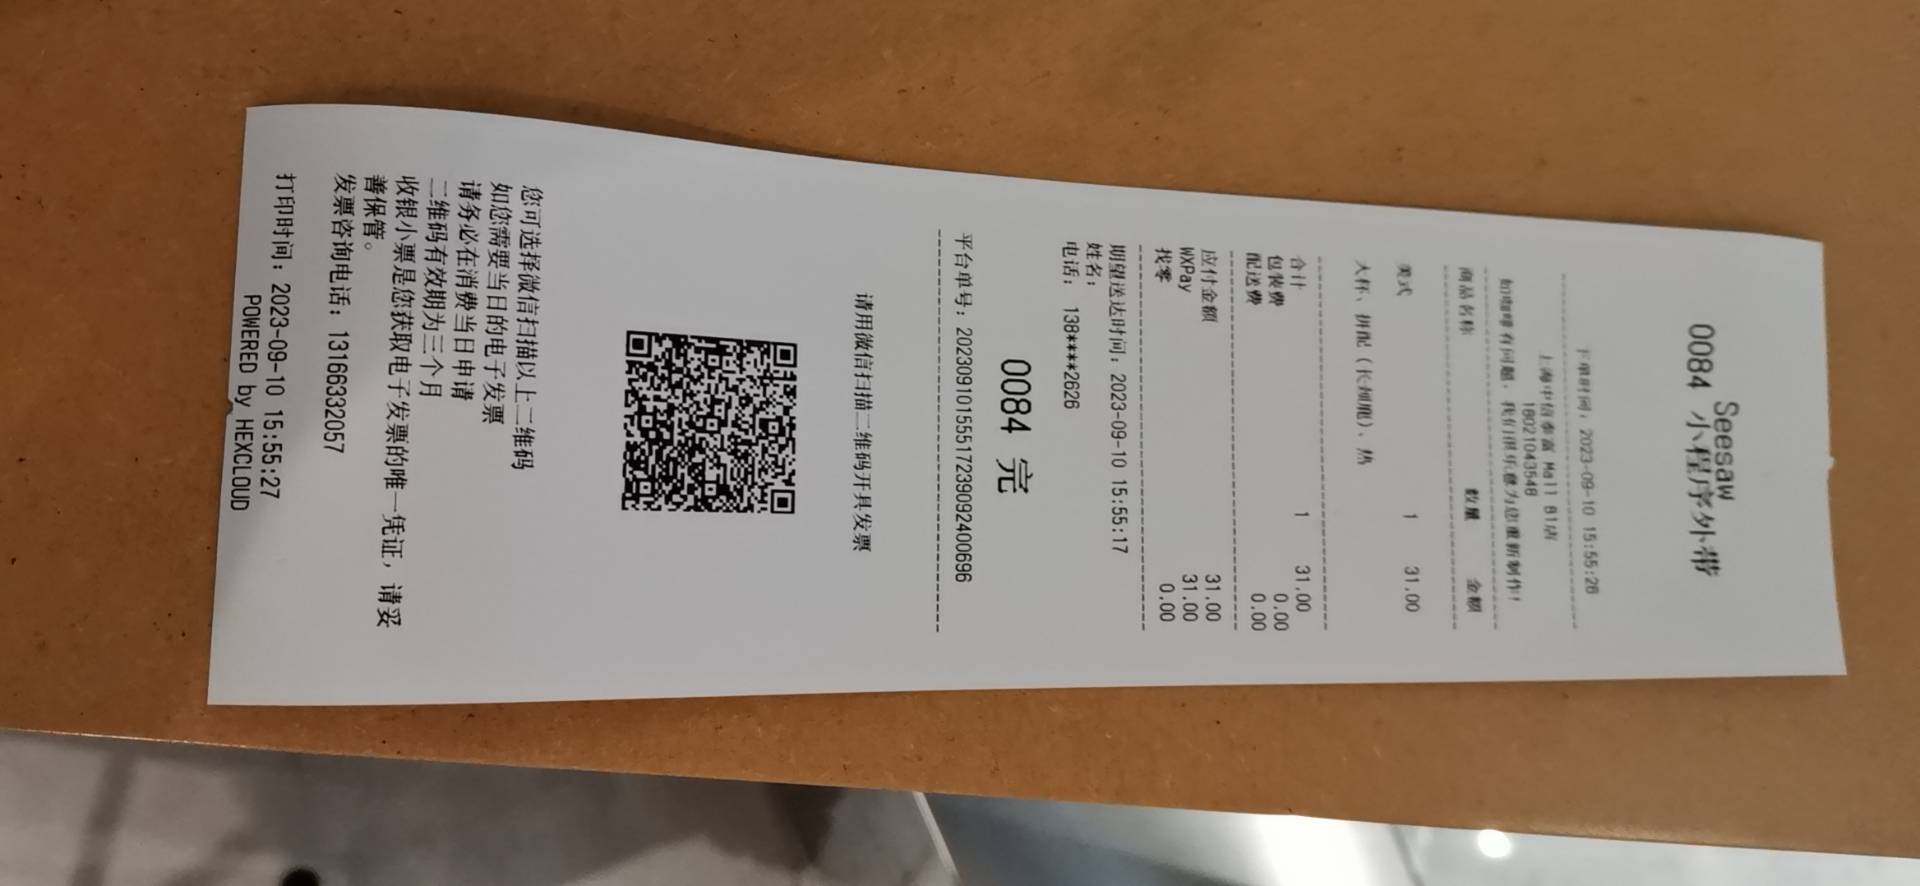 Seesaw
0084 小程序外带
下单时间: 2023-09-10 15:55:26
上海中信泰富 Mall B1店
18021043548
如咖啡有问题, 我们很乐意为您重新制作!
商品名称 数量 金额
美式 1 31.00
大杯、拼配(长细胞)、热
合计 1 31.00
包装费 0.00
配送费 0.00
应付金额 31.00
WXPay 31.00
找零 0.00
期望送达时间: 2023-09-10 15:55:17
姓名:
电话: 138****2626
0084 完
平台单号: 20230910155517239092400696
请用微信扫描二维码开具发票
您可选择微信扫描以上二维码
如您需要当日的电子发票
请务必在消费当日申请
二维码有效期为三个月
收银小票是您获取电子发票的唯一凭证, 请妥
善保管。
发票咨询电话: 13166332057
打印时间: 2023-09-10 15:55:27
POWERED by HEXCLOUD